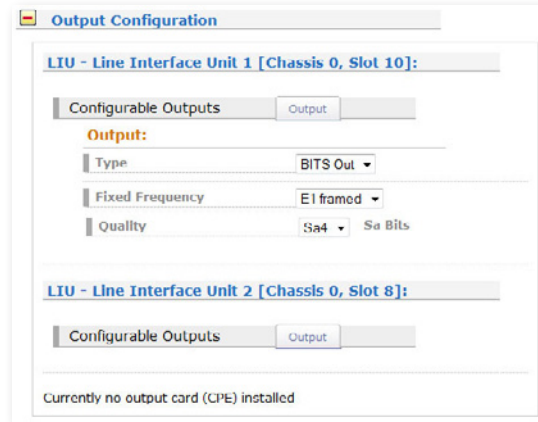 Output Configuration
LIU - Line Interface Unit 1 [Chassis 0, Slot 10]:
Configurable Outputs Output
Output:
Type BITS Out
Fixed Frequency E1 framed
Quality Sa4 Sa Bits
LIU - Line Interface Unit 2 [Chassis 0, Slot 8]:
Configurable Outputs Output
Currently no output card (CPE) installed